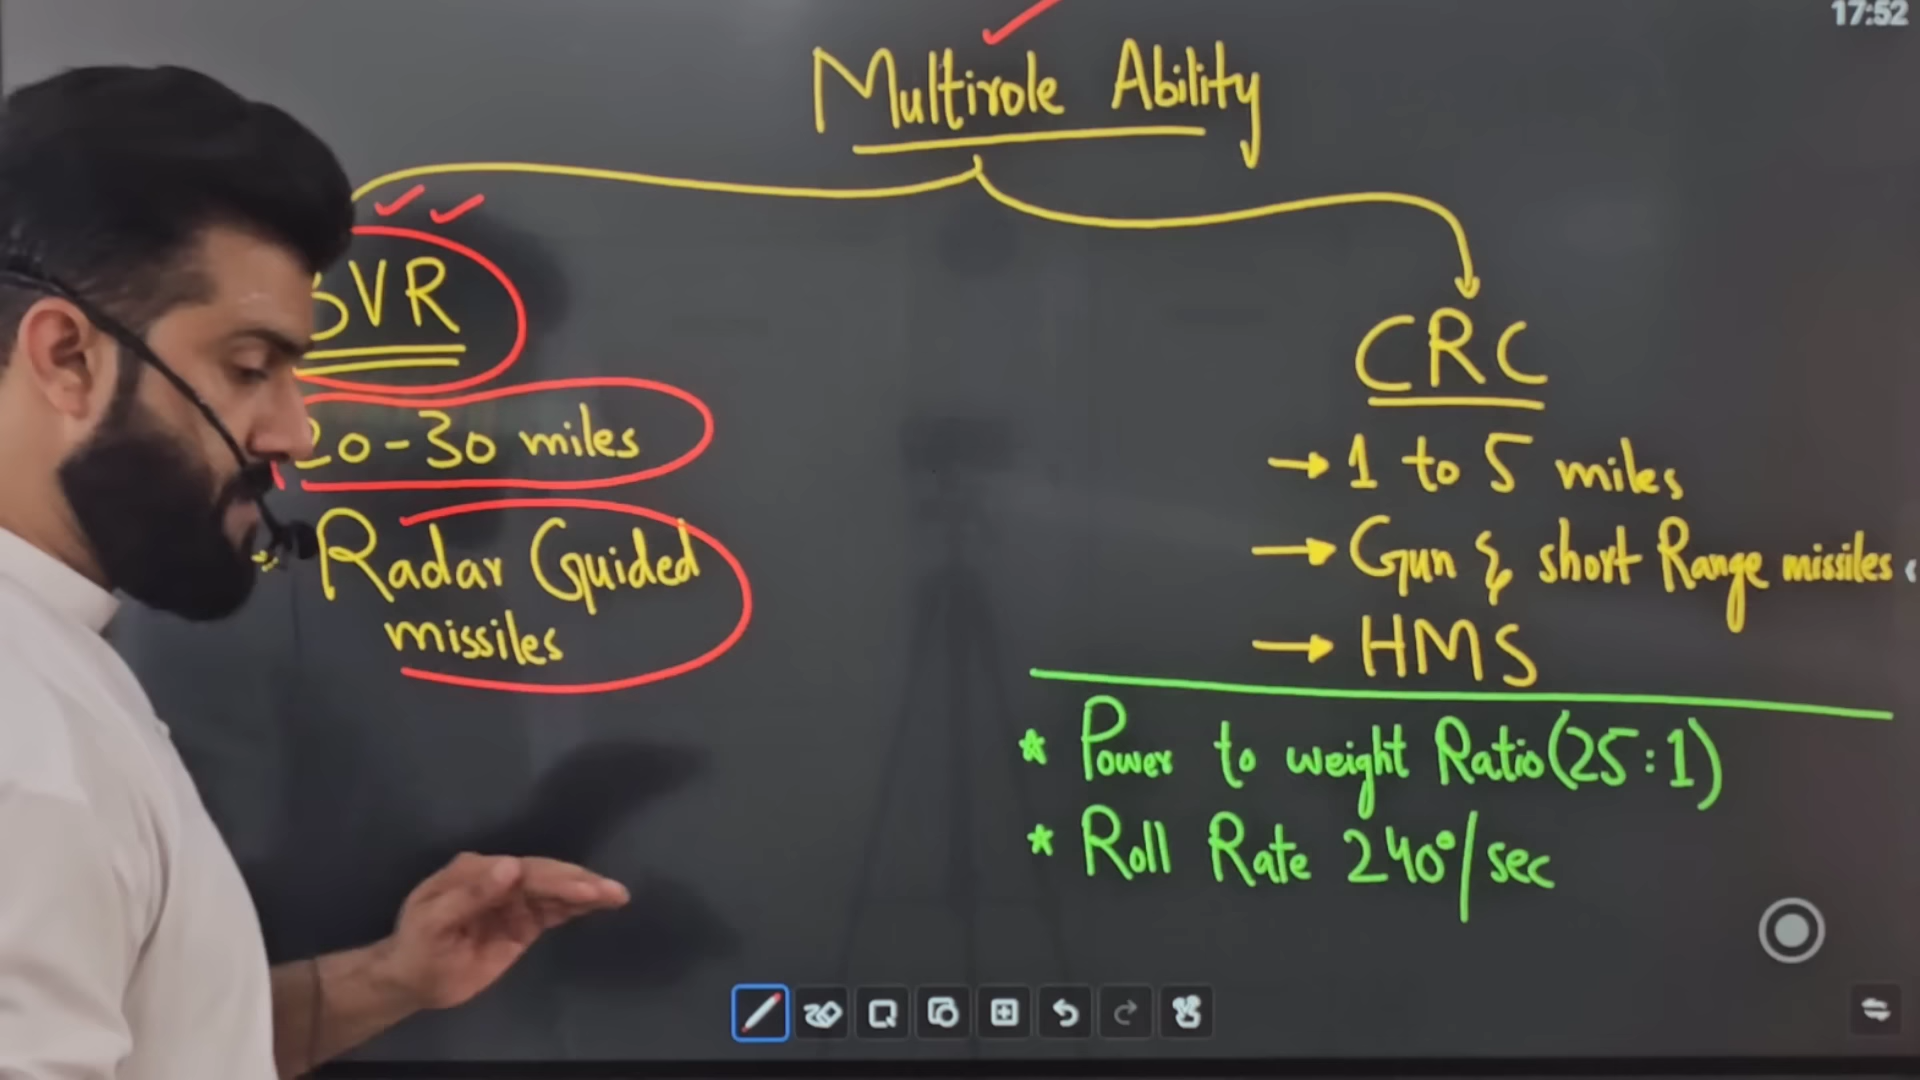 17:52
Multirole Ability
BVR
20-30 miles
Radar Guided
missiles
CRC
→ 1 to 5 miles
→ Gun & short Range missiles
→ HMS
* Power to weight Ratio (25:1)
* Roll Rate 240°/sec